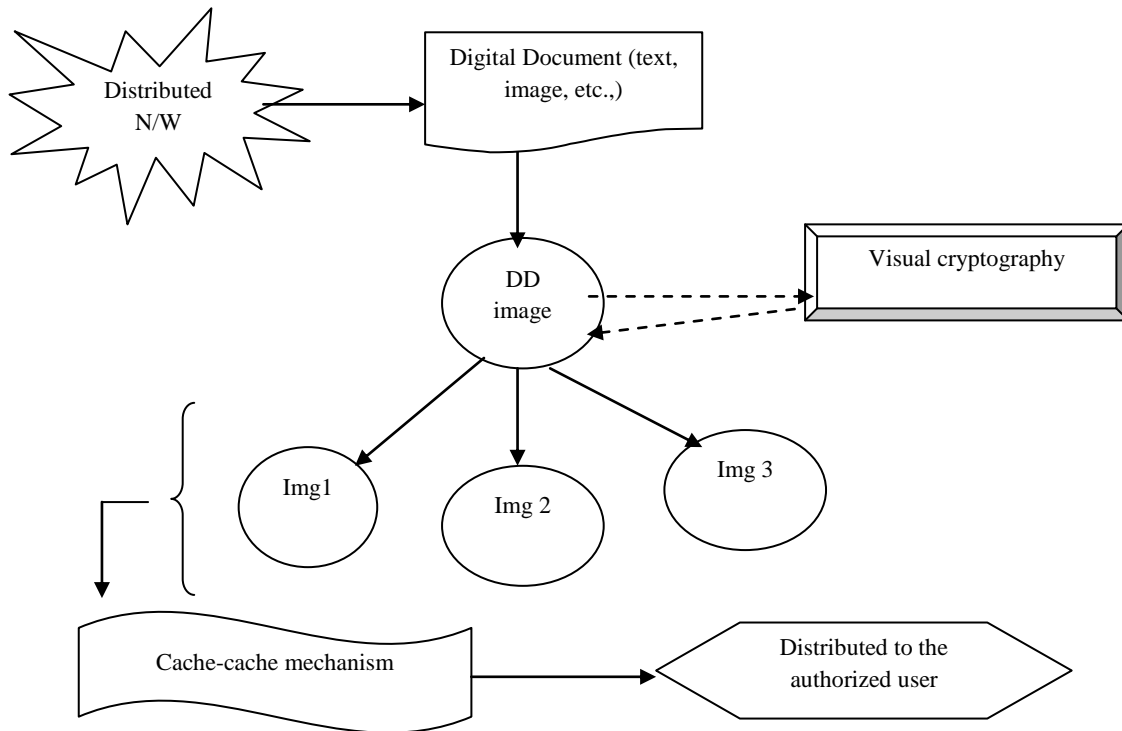 Distributed
N/W
Digital Document (text,
image, etc.,)
DD
image
Visual cryptography
Img1
Img 2
Img 3
Cache-cache mechanism
Distributed to the
authorized user